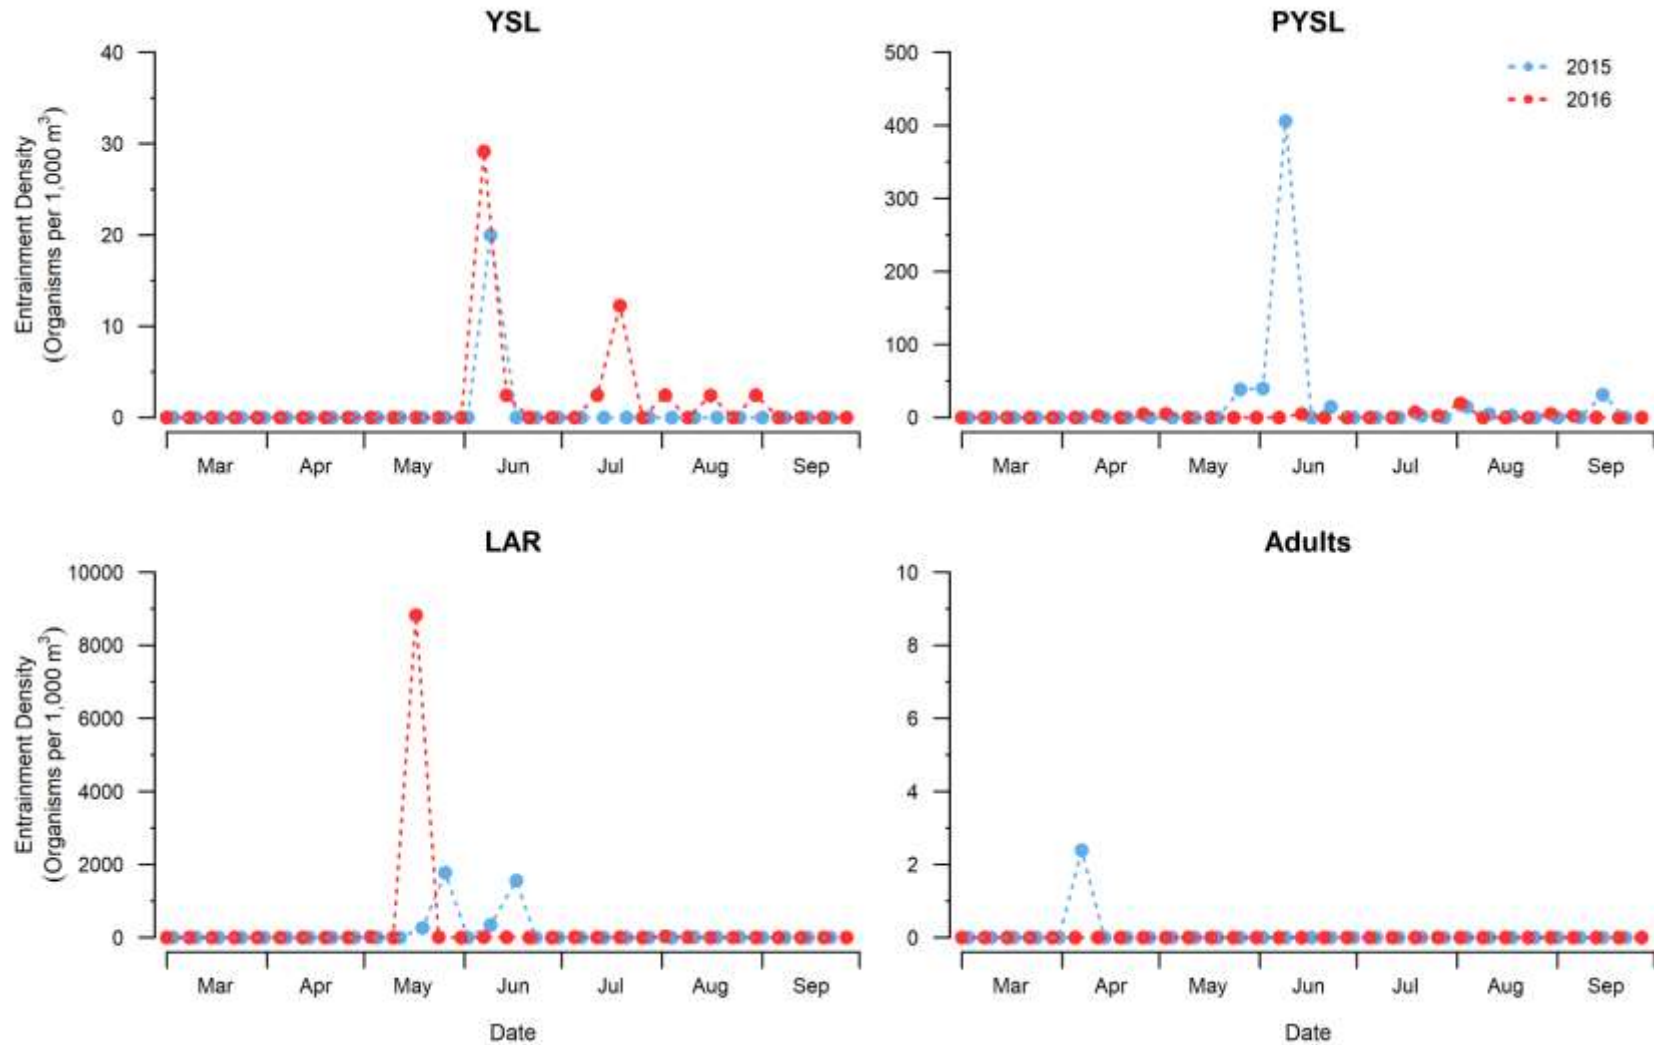 YSL
40
30
20
10
0
Entrainment Density
(Organisms per 1,000 m³)
Mar Apr May Jun Jul Aug Sep
PYSL
500
400
300
200
100
0
2015
2016
Mar Apr May Jun Jul Aug Sep
LAR
10000
8000
6000
4000
2000
0
Entrainment Density
(Organisms per 1,000 m³)
Mar Apr May Jun Jul Aug Sep
Date
Adults
10
8
6
4
2
0
Mar Apr May Jun Jul Aug Sep
Date